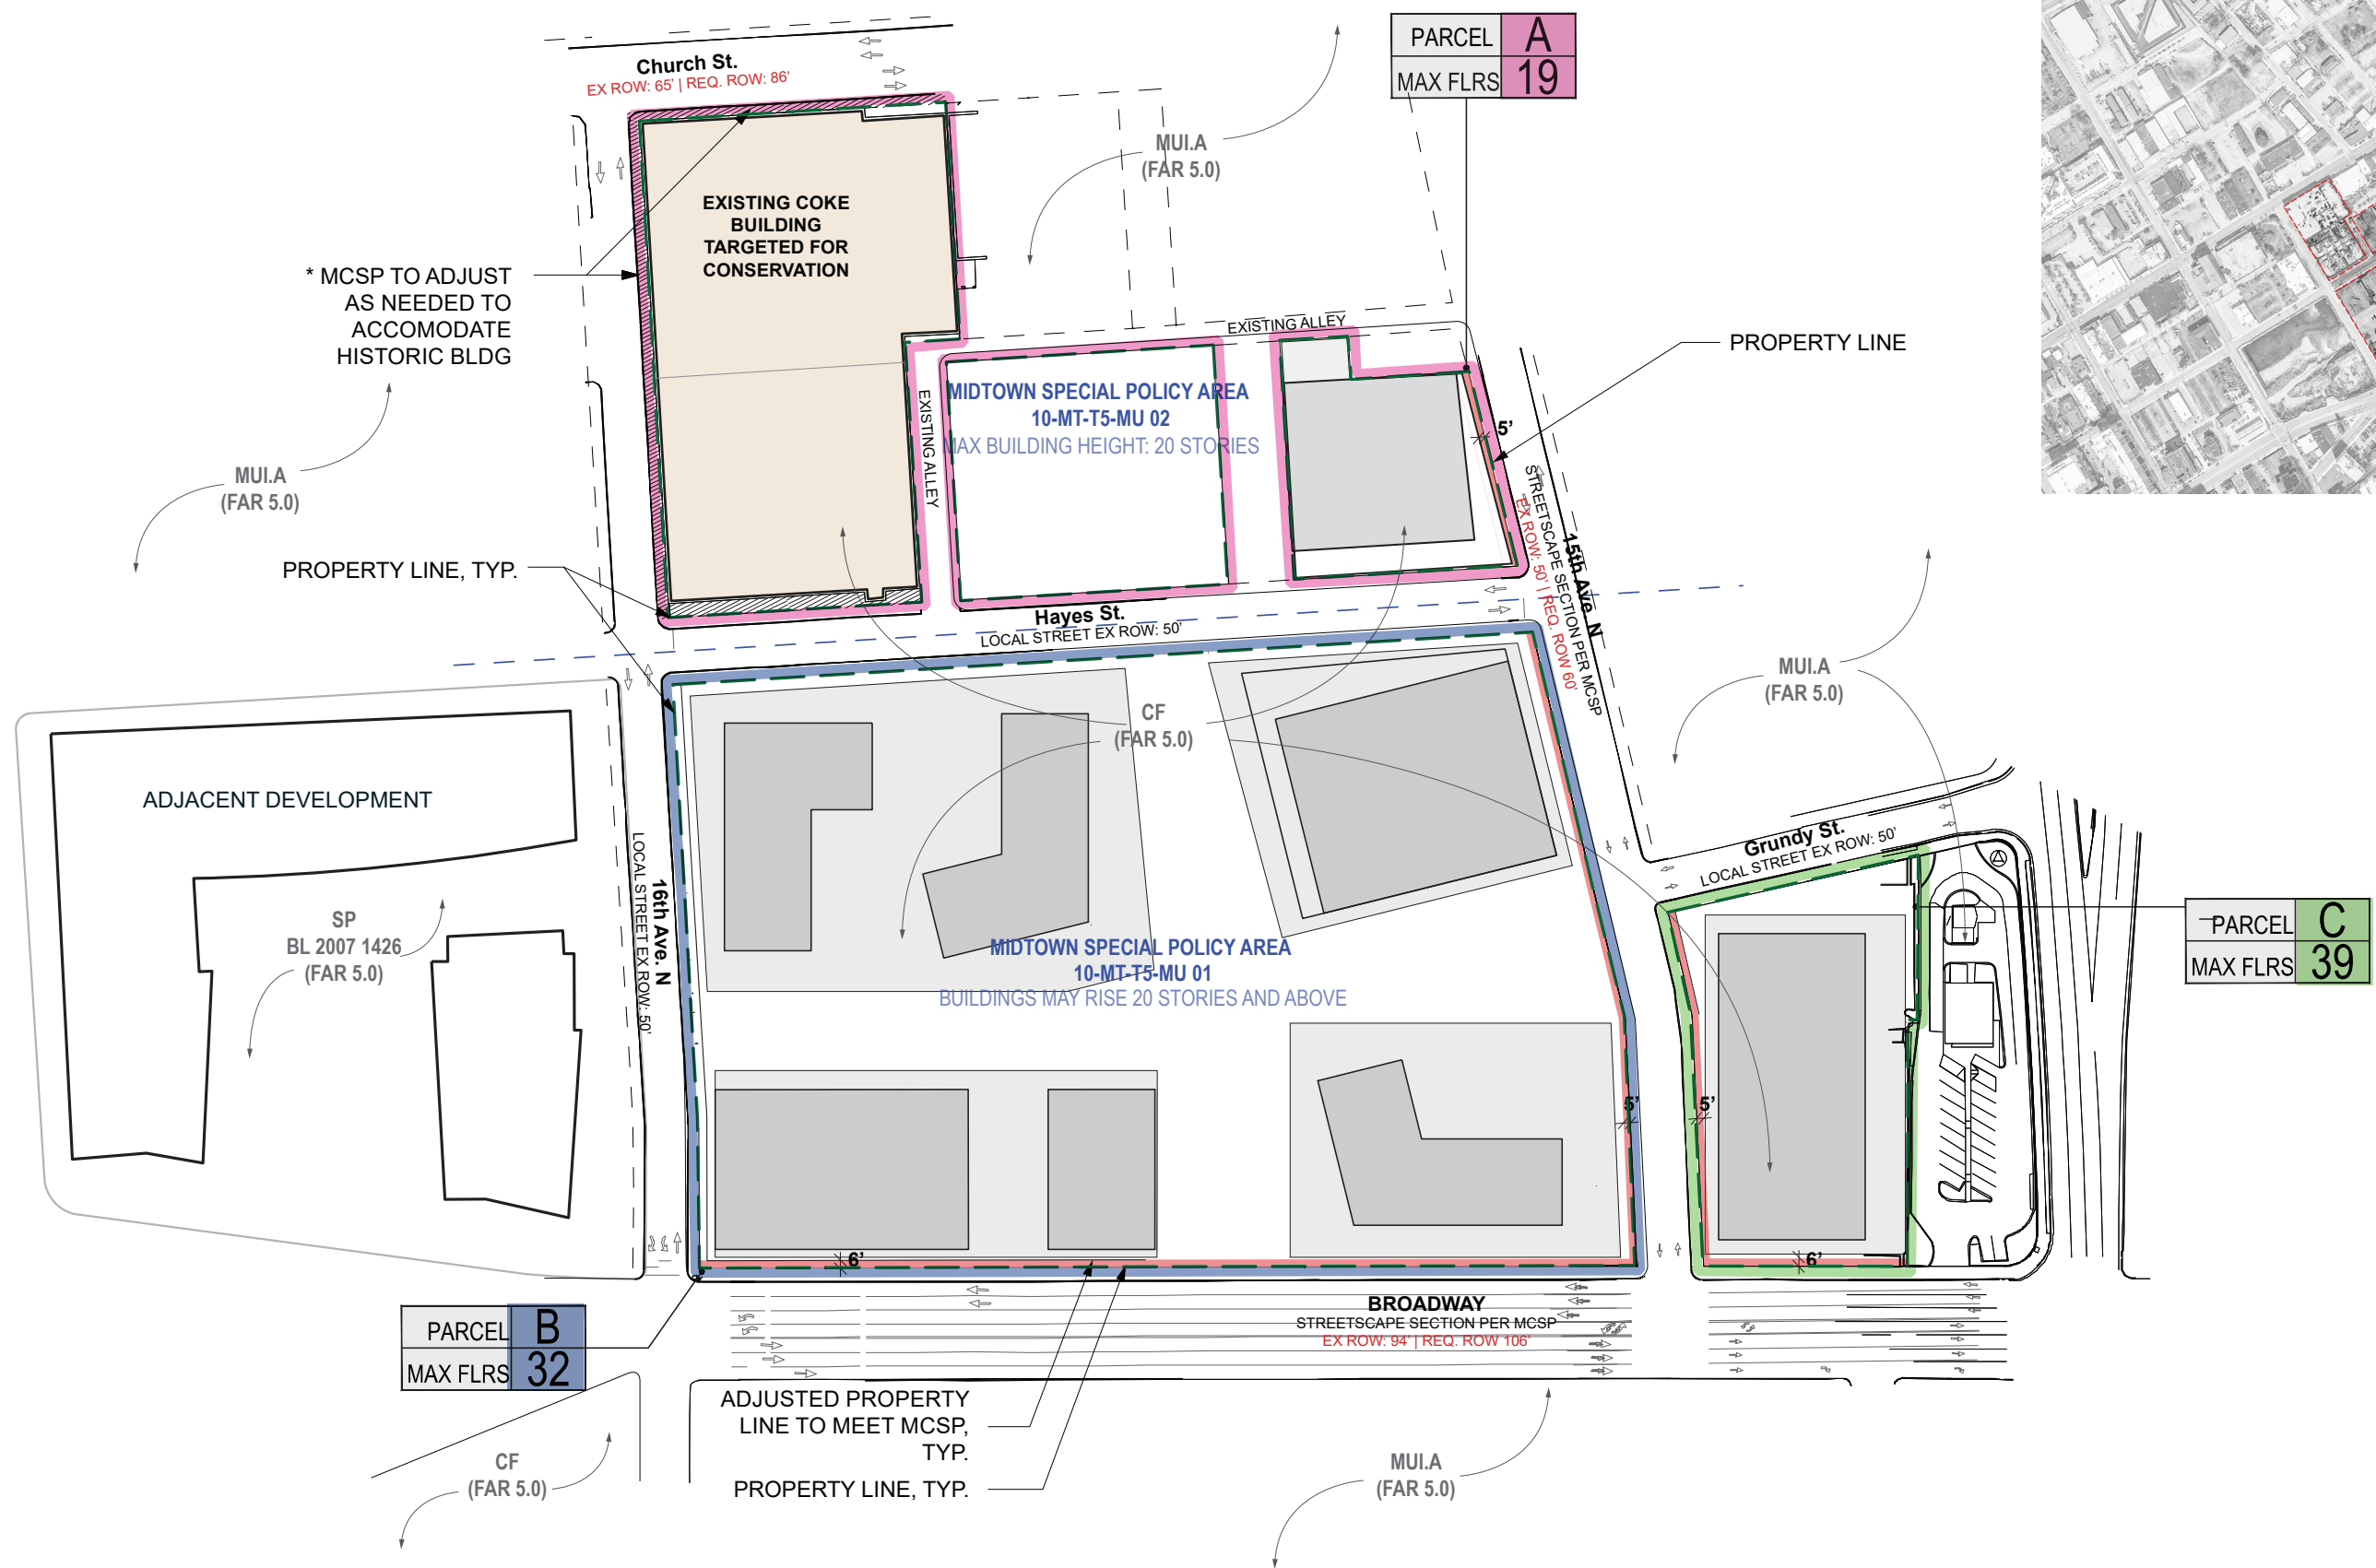 Church St.
EX ROW: 65' | REQ. ROW: 86'
PARCEL A
MAX FLRS 19
MUI.A
(FAR 5.0)
EXISTING COKE
BUILDING
TARGETED FOR
CONSERVATION
* MCSP TO ADJUST
AS NEEDED TO
ACCOMODATE
HISTORIC BLDG
EXISTING ALLEY
PROPERTY LINE
EXISTING ALLEY
MIDTOWN SPECIAL POLICY AREA
10-MT-T5-MU 02
MAX BUILDING HEIGHT: 20 STORIES
5'
MUI.A
(FAR 5.0)
15th Ave. N
STREETSCAPE SECTION PER MCSP
EX ROW: 50' | REQ. ROW 60'
PROPERTY LINE, TYP.
Hayes St.
LOCAL STREET EX ROW: 50'
MUI.A
(FAR 5.0)
CF
(FAR 5.0)
ADJACENT DEVELOPMENT
Grundy St.
LOCAL STREET EX ROW: 50'
16th Ave. N
LOCAL STREET EX ROW: 50'
SP
BL 2007 1426
(FAR 5.0)
PARCEL C
MAX FLRS 39
MIDTOWN SPECIAL POLICY AREA
10-MT-T5-MU 01
BUILDINGS MAY RISE 20 STORIES AND ABOVE
5'
5'
6'
6'
BROADWAY
STREETSCAPE SECTION PER MCSP
EX ROW: 94' | REQ. ROW 106'
PARCEL B
MAX FLRS 32
ADJUSTED PROPERTY
LINE TO MEET MCSP,
TYP.
PROPERTY LINE, TYP.
CF
(FAR 5.0)
MUI.A
(FAR 5.0)